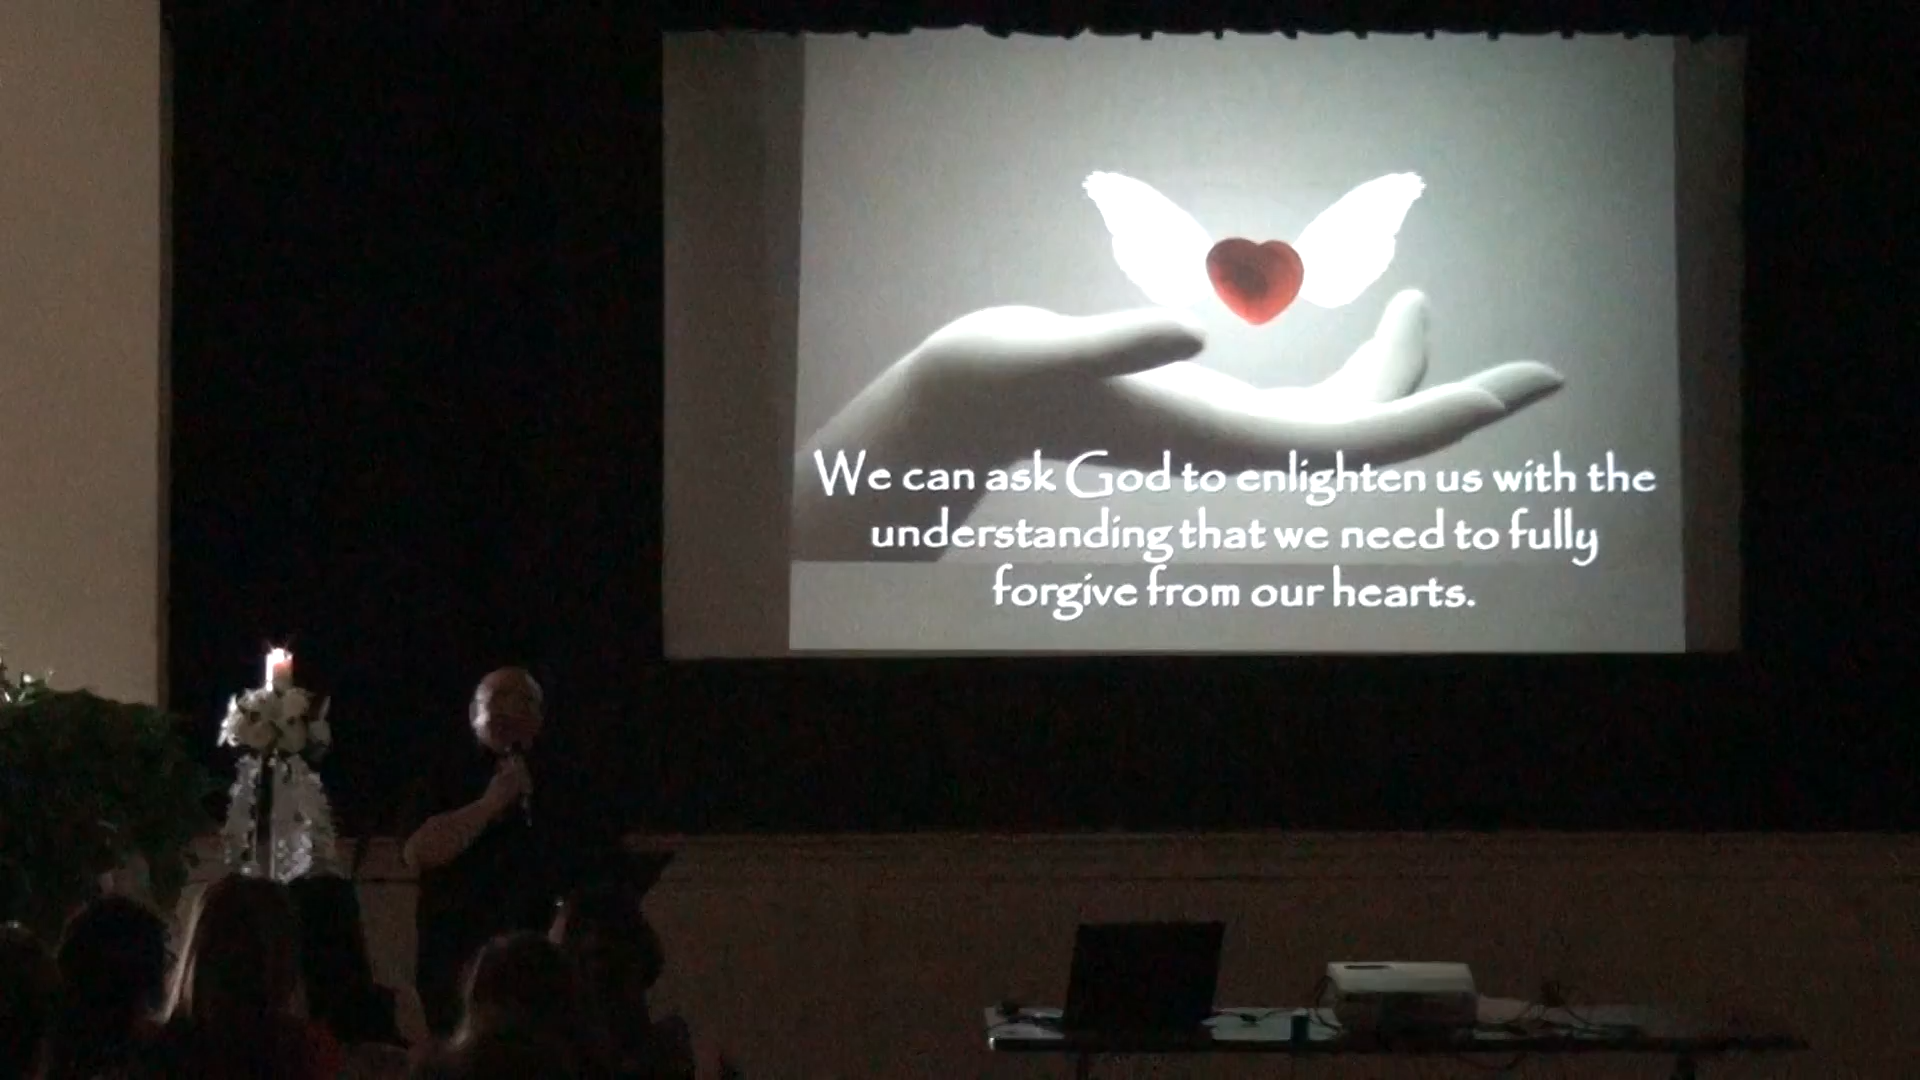 We can ask God to enlighten us with the
understanding that we need to fully
forgive from our hearts.